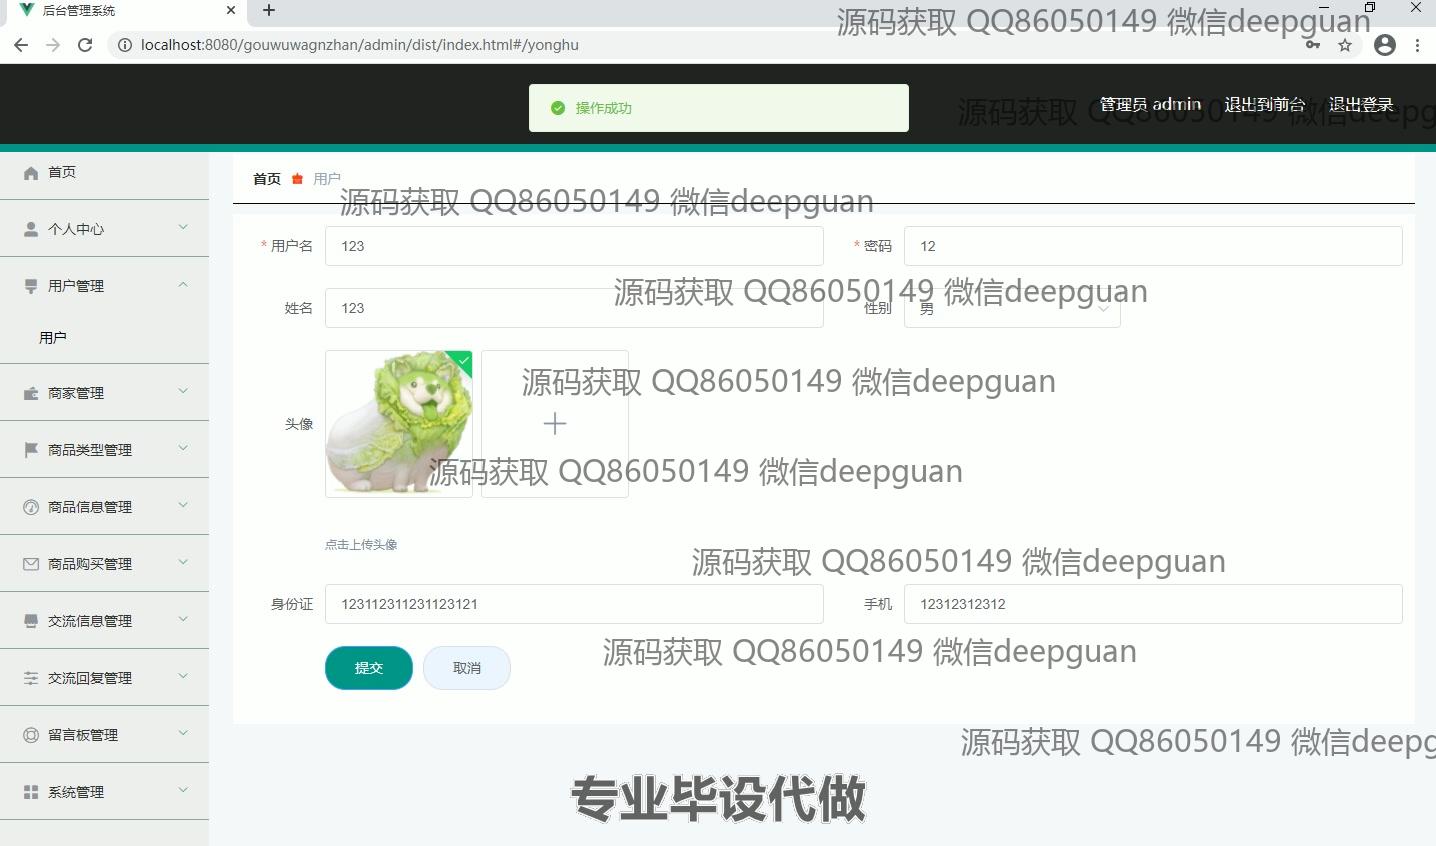 后台管理系统
源码获取 QQ86050149 微信deepguan
localhost:8080/gouwuwagnzhan/admin/dist/index.html#/yonghu
操作成功
管理员 admin 退出到前台 退出登录
源码获取 QQ86050149 微信deepg
首页
首页 用户
个人中心
源码获取 QQ86050149 微信deepguan
* 用户名 123 * 密码 12
用户管理
源码获取 QQ86050149 微信deepguan
姓名 123 性别 男
用户
商家管理
源码获取 QQ86050149 微信deepguan
头像
商品类型管理
源码获取 QQ86050149 微信deepguan
商品信息管理
点击上传头像
商品购买管理
源码获取 QQ86050149 微信deepguan
身份证 123112311231123121 手机 12312312312
交流信息管理
源码获取 QQ86050149 微信deepguan
提交 取消
交流回复管理
留言板管理
源码获取 QQ86050149 微信deepg
系统管理
专业毕设代做